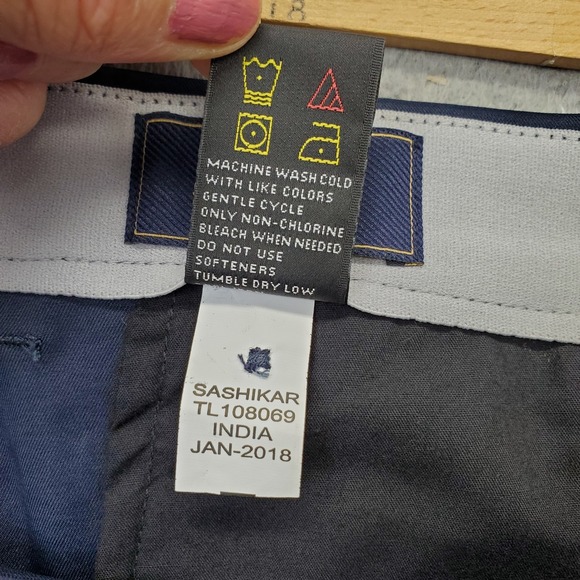 8
MACHINE WASH COLD
WITH LIKE COLORS
GENTLE CYCLE
ONLY NON-CHLORINE
BLEACH WHEN NEEDED
DO NOT USE
SOFTENERS
TUMBLE DRY LOW
SASHIKAR
TL108069
INDIA
JAN-2018